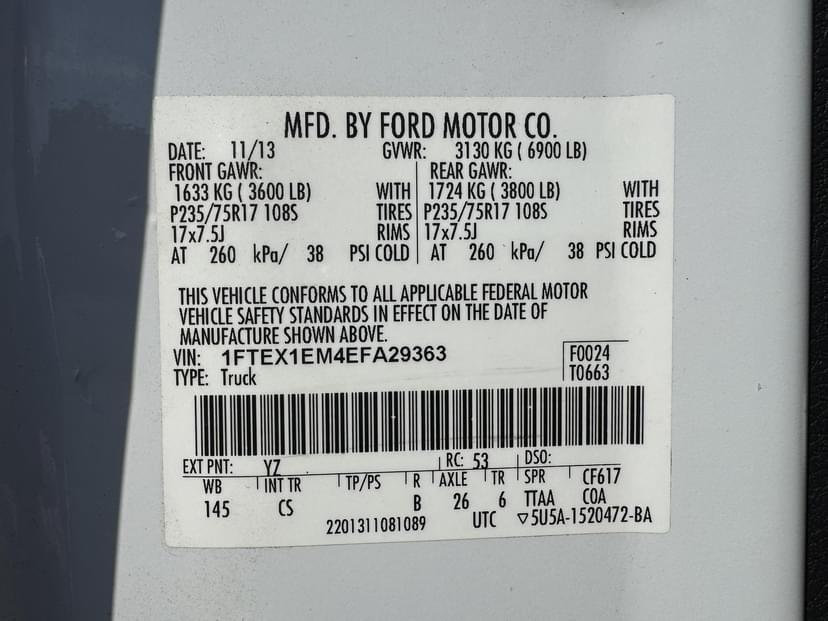 MFD. BY FORD MOTOR CO.
DATE: 11/13 GVWR: 3130 KG ( 6900 LB)
FRONT GAWR: REAR GAWR:
1633 KG ( 3600 LB) WITH 1724 KG ( 3800 LB) WITH
P235/75R17 108S TIRES P235/75R17 108S TIRES
17x7.5J RIMS 17x7.5J RIMS
AT 260 kPa/ 38 PSI COLD AT 260 kPa/ 38 PSI COLD
THIS VEHICLE CONFORMS TO ALL APPLICABLE FEDERAL MOTOR
VEHICLE SAFETY STANDARDS IN EFFECT ON THE DATE OF
MANUFACTURE SHOWN ABOVE.
VIN: 1FTEX1EM4EFA29363 F0024
TYPE: Truck T0663
EXT PNT: YZ RC: 53 DSO:
WB INT TR TP/PS R AXLE TR SPR CF617
145 CS B 26 6 TTAA COA
2201311081089 UTC ▽5U5A-1520472-BA